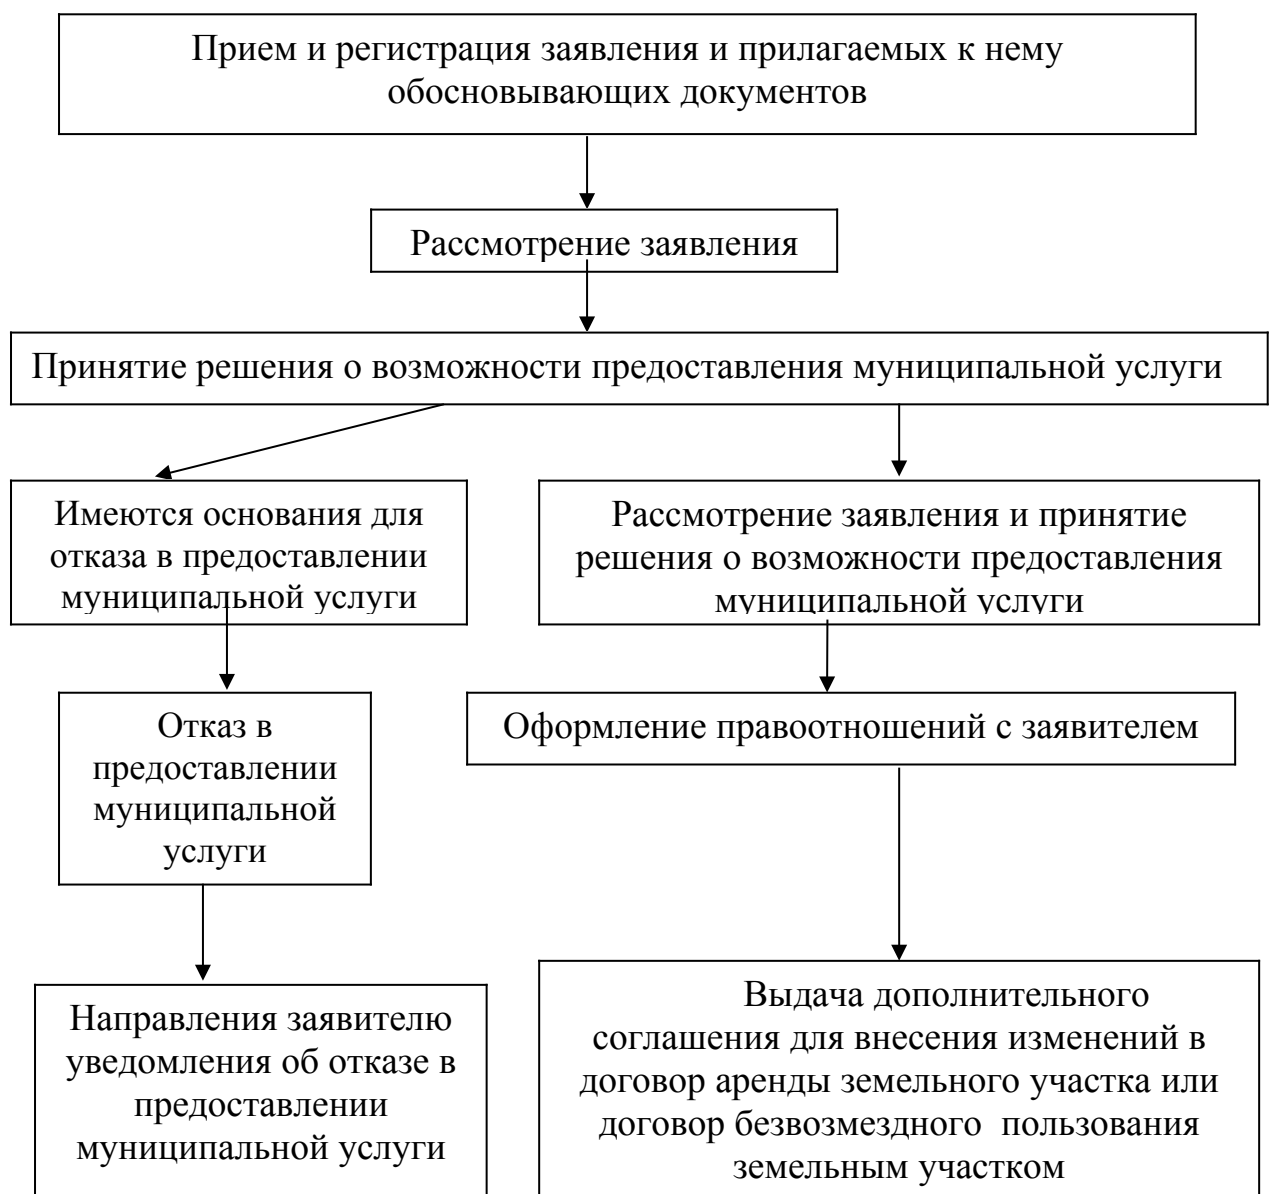 Прием и регистрация заявления и прилагаемых к нему
обосновывающих документов
Рассмотрение заявления
Принятие решения о возможности предоставления муниципальной услуги
Имеются основания для
отказа в предоставлении
муниципальной услуги
Рассмотрение заявления и принятие
решения о возможности предоставления
муниципальной услуги
Отказ в
предоставлении
муниципальной
услуги
Оформление правоотношений с заявителем
Направления заявителю
уведомления об отказе в
предоставлении
муниципальной услуги
Выдача дополнительного
соглашения для внесения изменений в
договор аренды земельного участка или
договор безвозмездного пользования
земельным участком